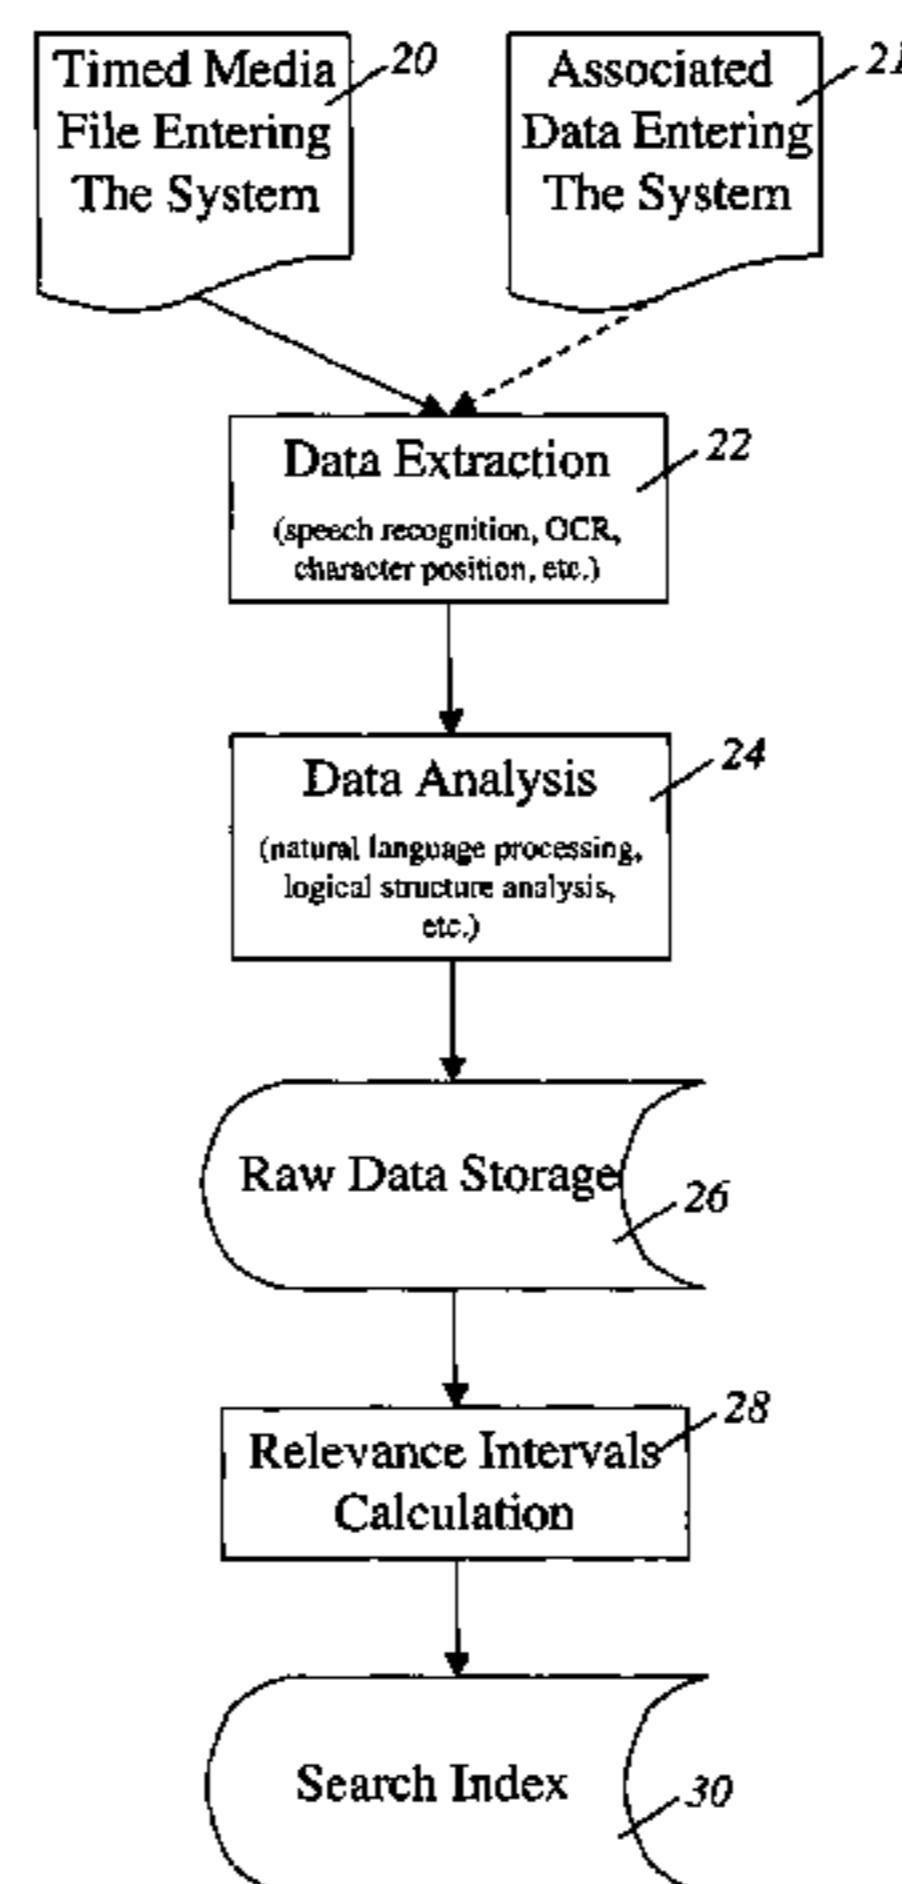 Timed Media
File Entering
The System
20
Associated
Data Entering
The System
21
Data Extraction
(speech recognition, OCR,
character position, etc.)
22
Data Analysis
(natural language processing,
logical structure analysis,
etc.)
24
Raw Data Storage
26
Relevance Intervals
Calculation
28
Search Index
30